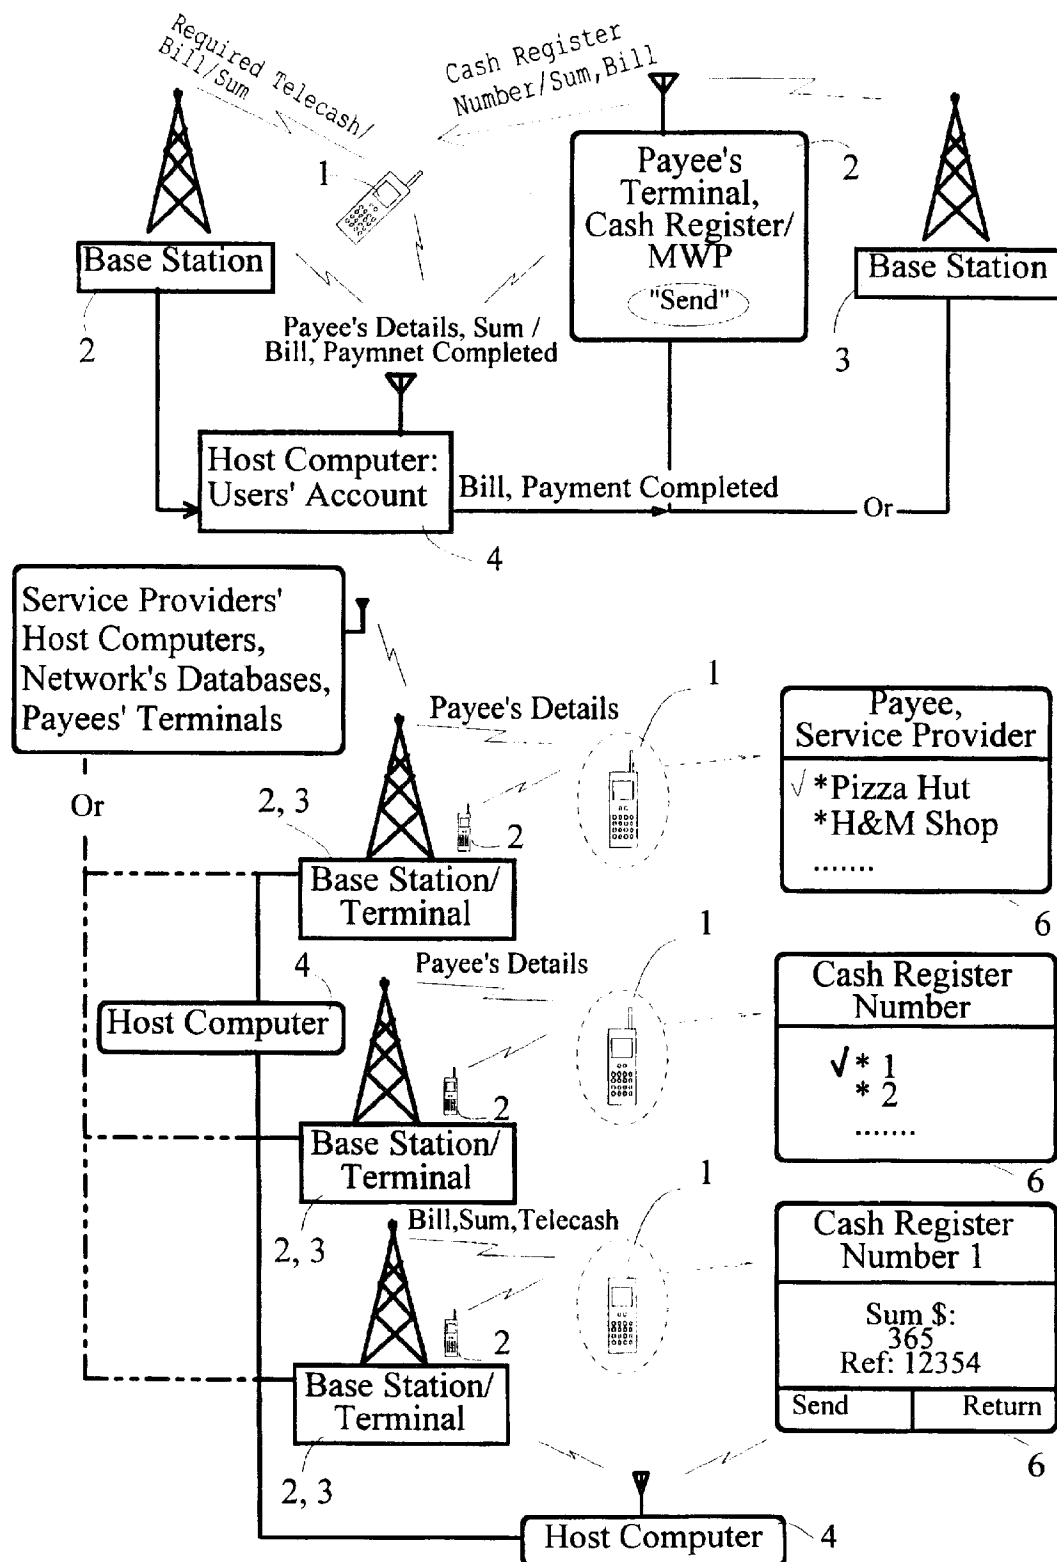 Required Telecash/
Bill/Sum
Cash Register
Number/Sum,Bill
1
2
Payee's
Terminal,
Cash Register/
MWP
"Send"
Base Station
2
Base Station
3
Payee's Details, Sum /
Bill, Paymnet Completed
Host Computer:
Users' Account
Bill, Payment Completed
Or
4
Service Providers'
Host Computers,
Network's Databases,
Payees' Terminals
Or
Payee's Details
1
Payee,
Service Provider
√ *Pizza Hut
*H&M Shop
.......
6
2, 3
2
Base Station/
Terminal
4
Host Computer
Payee's Details
1
Cash Register
Number
√ * 1
* 2
.......
6
2
Base Station/
Terminal
2, 3
Bill,Sum,Telecash
1
Cash Register
Number 1
Sum $:
365
Ref: 12354
Send Return
6
2
Base Station/
Terminal
2, 3
Host Computer
4